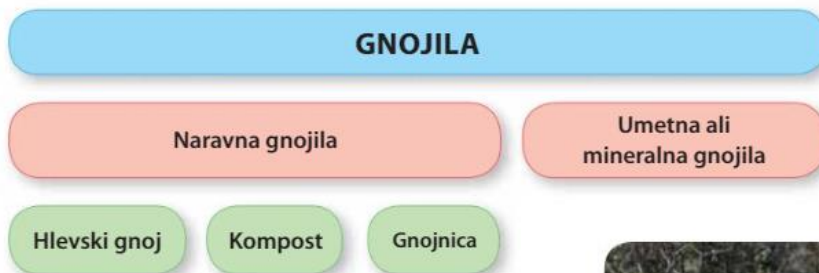 GNOJILA
Naravna gnojila
Umetna ali
mineralna gnojila
Hlevski gnoj
Kompost
Gnojnica